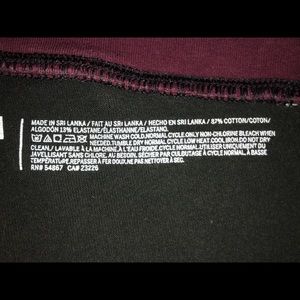 MADE IN SRI LANKA / FAIT AU SRI LANKA / HECHO EN SRI LANKA / 87% COTTON/COTON/
ALGODÓN 13% ELASTANE/ÉLASTHANNE/ELASTANO.
MACHINE WASH COLD.NORMAL CYCLE.ONLY NON-CHLORINE BLEACH WHEN
NEEDED.TUMBLE DRY NORMAL CYCLE LOW HEAT.COOL IRON.DO NOT DRY
CLEAN./ LAVABLE À LA MACHINE.À L'EAU FROIDE.CYCLE NORMAL.UTILISER UNIQUEMENT DU
JAVELLISANT SANS CHLORE. AU BESOIN. SÉCHER PAR CULBUTAGE À CYCLE NORMAL. À BASSE
TEMPÉRATURE.REPASSER À FER DOUX.NE PAS NETTOYER À SEC.
RN# 54867 CA# 23226